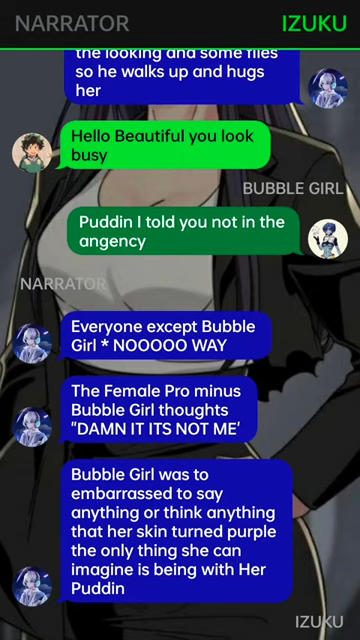 NARRATOR
IZUKU
the looking and some files
so he walks up and hugs
her
Hello Beautiful you look
busy
BUBBLE GIRL
Puddin I told you not in the
angency
NARRATOR
Everyone except Bubble
Girl * NOOOOO WAY
The Female Pro minus
Bubble Girl thoughts
"DAMN IT ITS NOT ME'
Bubble Girl was to
embarrassed to say
anything or think anything
that her skin turned purple
the only thing she can
imagine is being with Her
Puddin
IZUKU